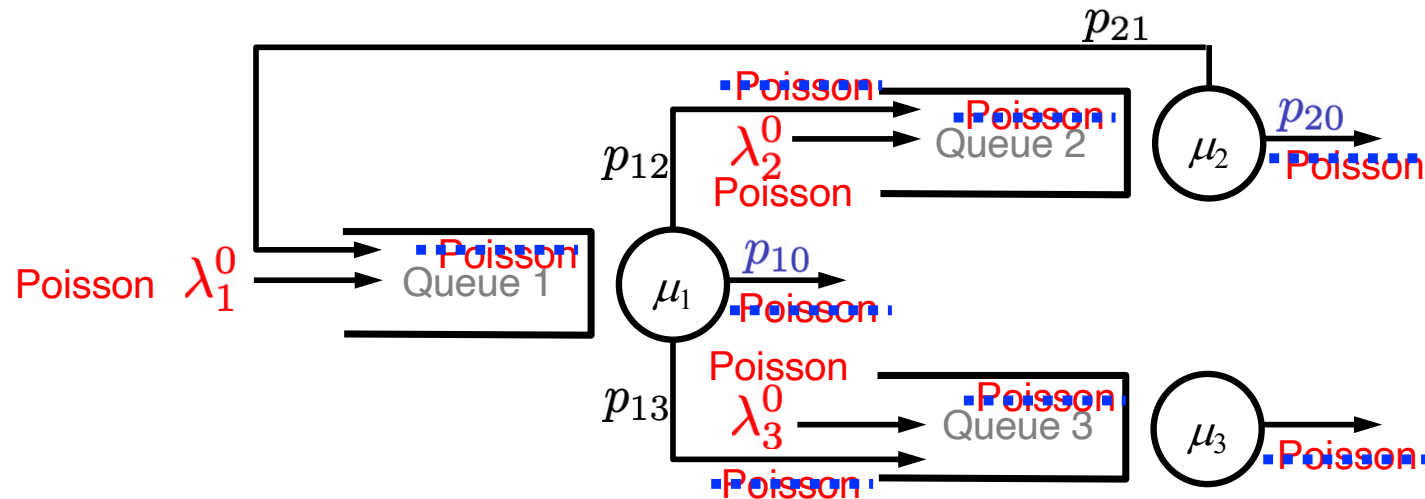 p₂₁
Poisson
Poisson
p₂₀
λ₂⁰
Queue 2
μ₂
p₁₂
Poisson
Poisson
Poisson
p₁₀
Poisson
λ₁⁰
Queue 1
μ₁
Poisson
Poisson
p₁₃
Poisson
λ₃⁰
Queue 3
μ₃
Poisson
Poisson